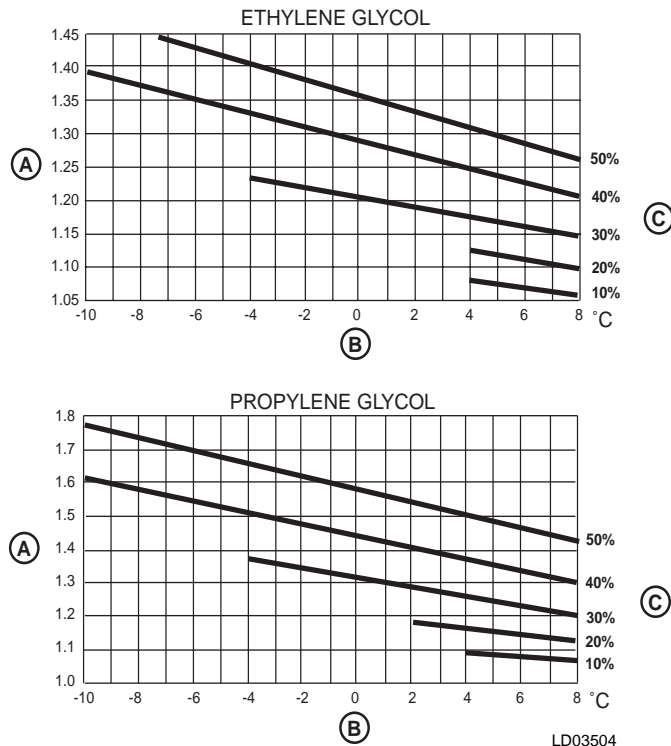 ETHYLENE GLYCOL
1.45
1.40
1.35
1.30
1.25
1.20
1.15
1.10
1.05
A
50%
40%
30%
20%
10%
C
-10 -8 -6 -4 -2 0 2 4 6 8 °C
B
PROPYLENE GLYCOL
1.8
1.7
1.6
1.5
1.4
1.3
1.2
1.1
1.0
A
50%
40%
30%
20%
10%
C
-10 -8 -6 -4 -2 0 2 4 6 8 °C
B
LD03504